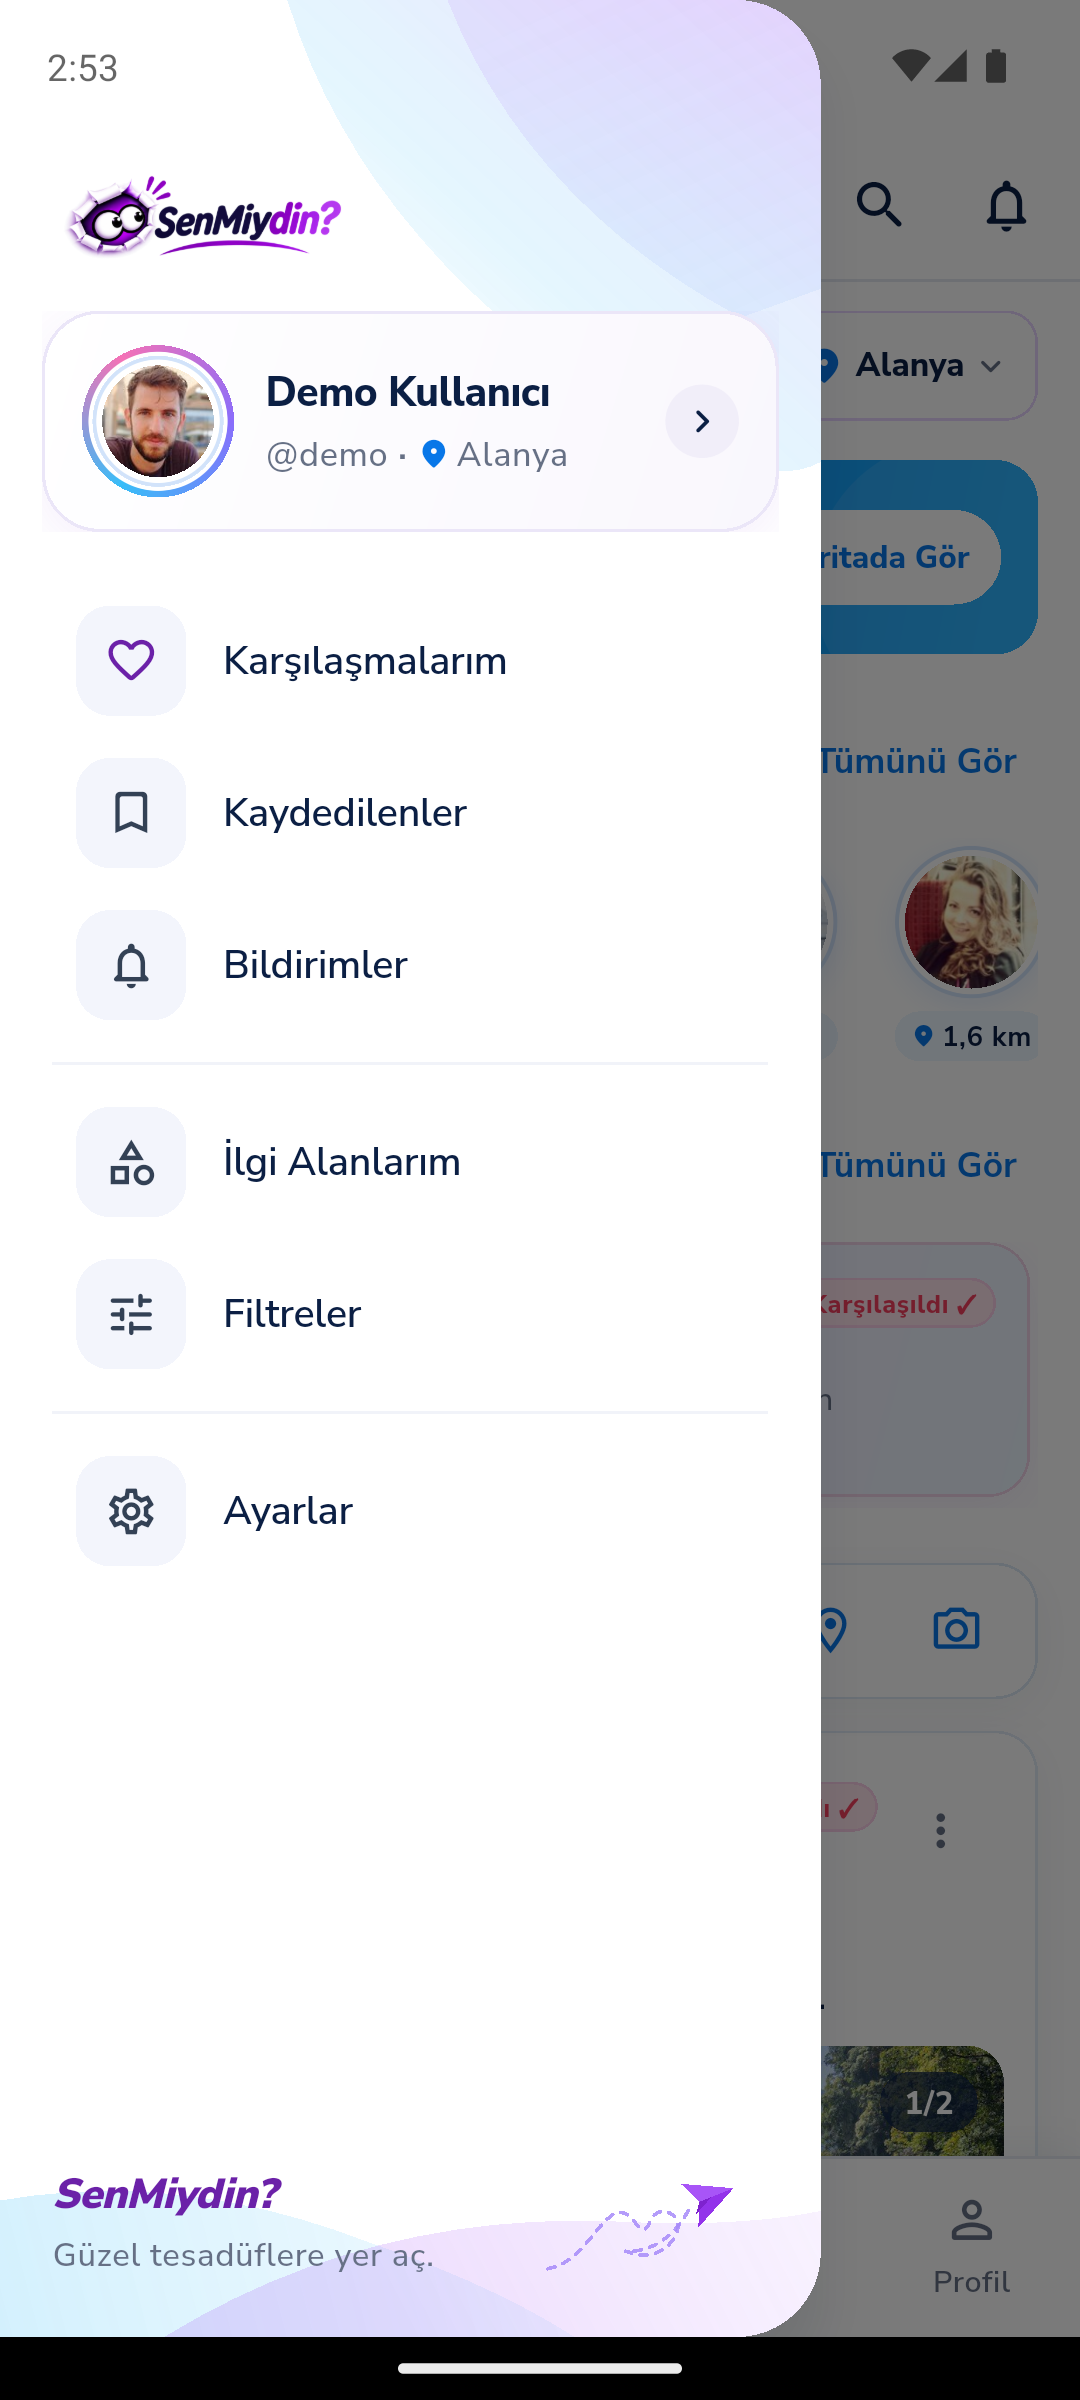 2:53
SenMiydin?
Demo Kullanıcı
@demo · Alanya
Karşılaşmalarım
Kaydedilenler
Bildirimler
İlgi Alanlarım
Filtreler
Ayarlar
SenMiydin?
Güzel tesadüflere yer aç.
Alanya
ritada Gör
Tümünü Gör
1,6 km
Tümünü Gör
Karşılaşıldı ✓
ı ✓
1/2
Profil